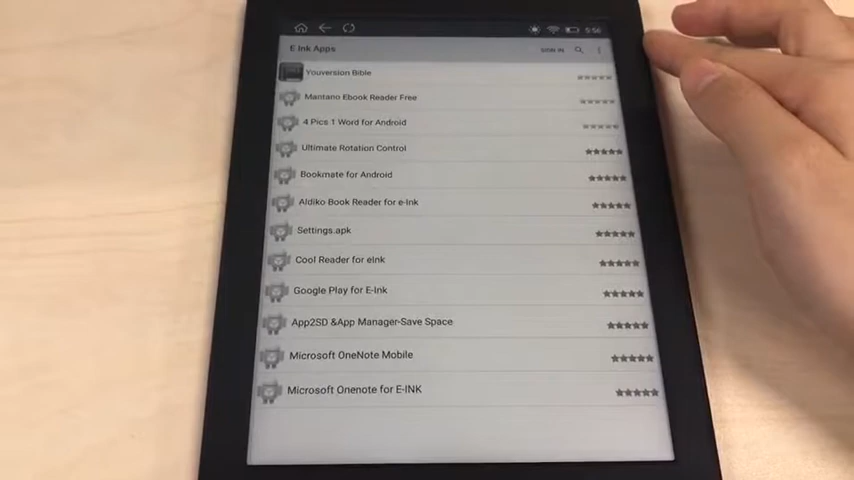 5:56
E Ink Apps
SIGN IN
Youversion Bible
Mantano Ebook Reader Free
4 Pics 1 Word for Android
Ultimate Rotation Control
Bookmate for Android
Aldiko Book Reader for e-Ink
Settings.apk
Cool Reader for eInk
Google Play for E-Ink
App2SD &App Manager-Save Space
Microsoft OneNote Mobile
Microsoft Onenote for E-INK